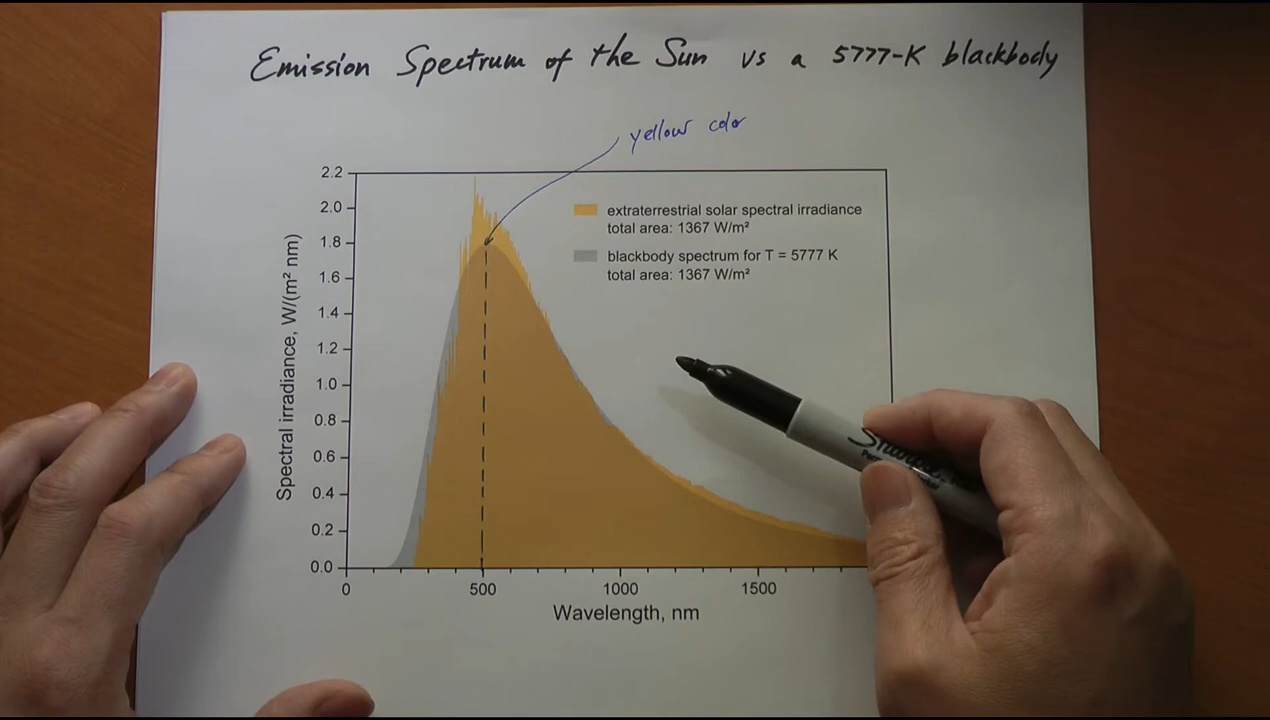 Emission Spectrum of the Sun vs a 5777-K blackbody
yellow color
2.2
2.0
1.8
1.6
1.4
1.2
1.0
0.8
0.6
0.4
0.2
0.0
Spectral irradiance, W/(m² nm)
extraterrestrial solar spectral irradiance
total area: 1367 W/m²
blackbody spectrum for T = 5777 K
total area: 1367 W/m²
0 500 1000 1500
Wavelength, nm